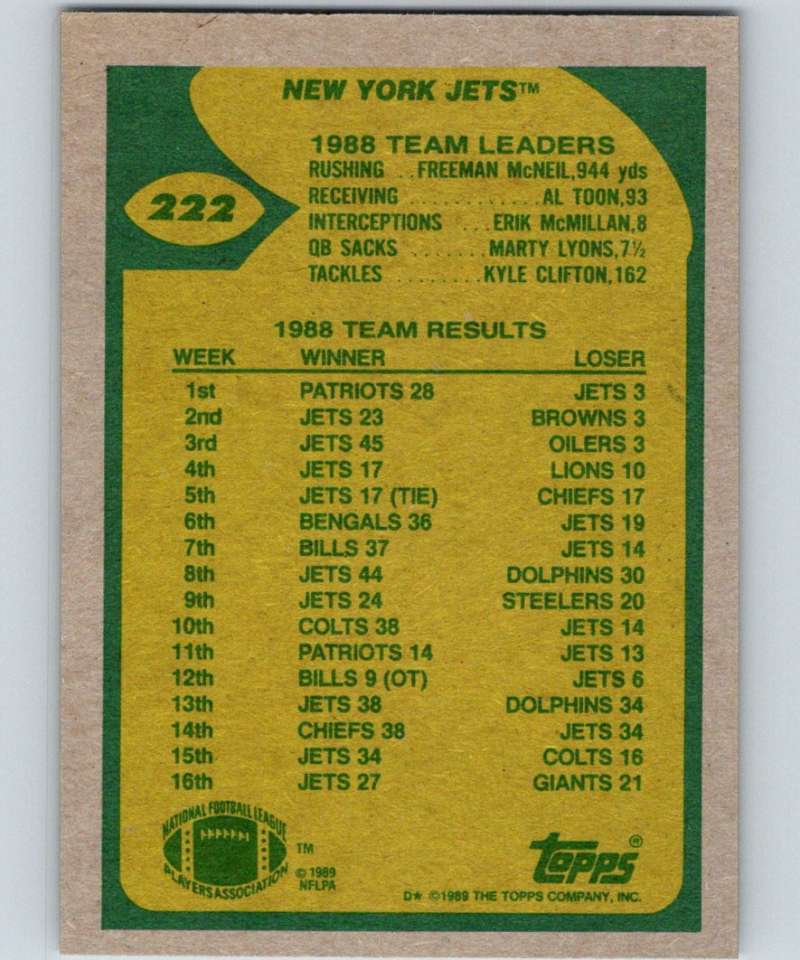 NEW YORK JETS™
222
1988 TEAM LEADERS
RUSHING ..FREEMAN McNEIL,944 yds
RECEIVING ............AL TOON,93
INTERCEPTIONS ...ERIK McMILLAN,8
QB SACKS .......MARTY LYONS,7½
TACKLES ........KYLE CLIFTON,162
1988 TEAM RESULTS
WEEK WINNER LOSER
1st PATRIOTS 28 JETS 3
2nd JETS 23 BROWNS 3
3rd JETS 45 OILERS 3
4th JETS 17 LIONS 10
5th JETS 17 (TIE) CHIEFS 17
6th BENGALS 36 JETS 19
7th BILLS 37 JETS 14
8th JETS 44 DOLPHINS 30
9th JETS 24 STEELERS 20
10th COLTS 38 JETS 14
11th PATRIOTS 14 JETS 13
12th BILLS 9 (OT) JETS 6
13th JETS 38 DOLPHINS 34
14th CHIEFS 38 JETS 34
15th JETS 34 COLTS 16
16th JETS 27 GIANTS 21
NATIONAL FOOTBALL LEAGUE
PLAYERS ASSOCIATION
TM
© 1989
NFLPA
topps®
D* ©1989 THE TOPPS COMPANY, INC.